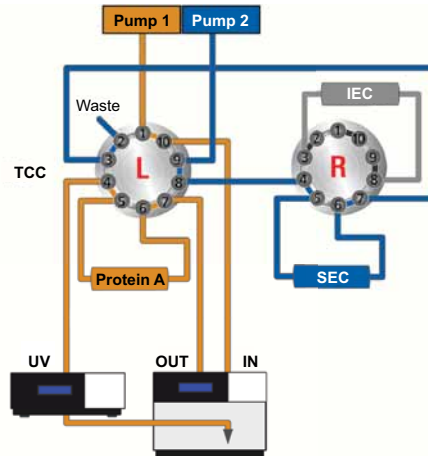 Pump 1 Pump 2
IEC
Waste
TCC
1
2
3
4
5
6
7
8
9
10
L
1
2
3
4
5
6
7
8
9
10
R
Protein A
SEC
UV
OUT
IN